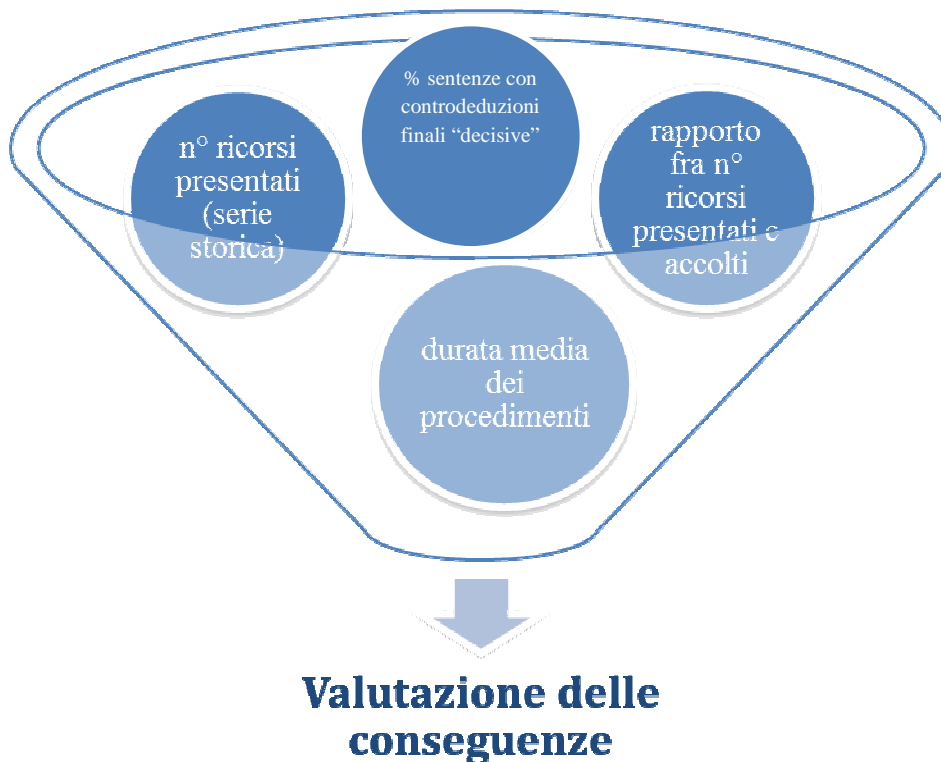 % sentenze con
controdeduzioni
finali “decisive”
n° ricorsi
presentati
(serie
storica)
rapporto
fra n°
ricorsi
presentati e
accolti
durata media
dei
procedimenti
Valutazione delle
conseguenze